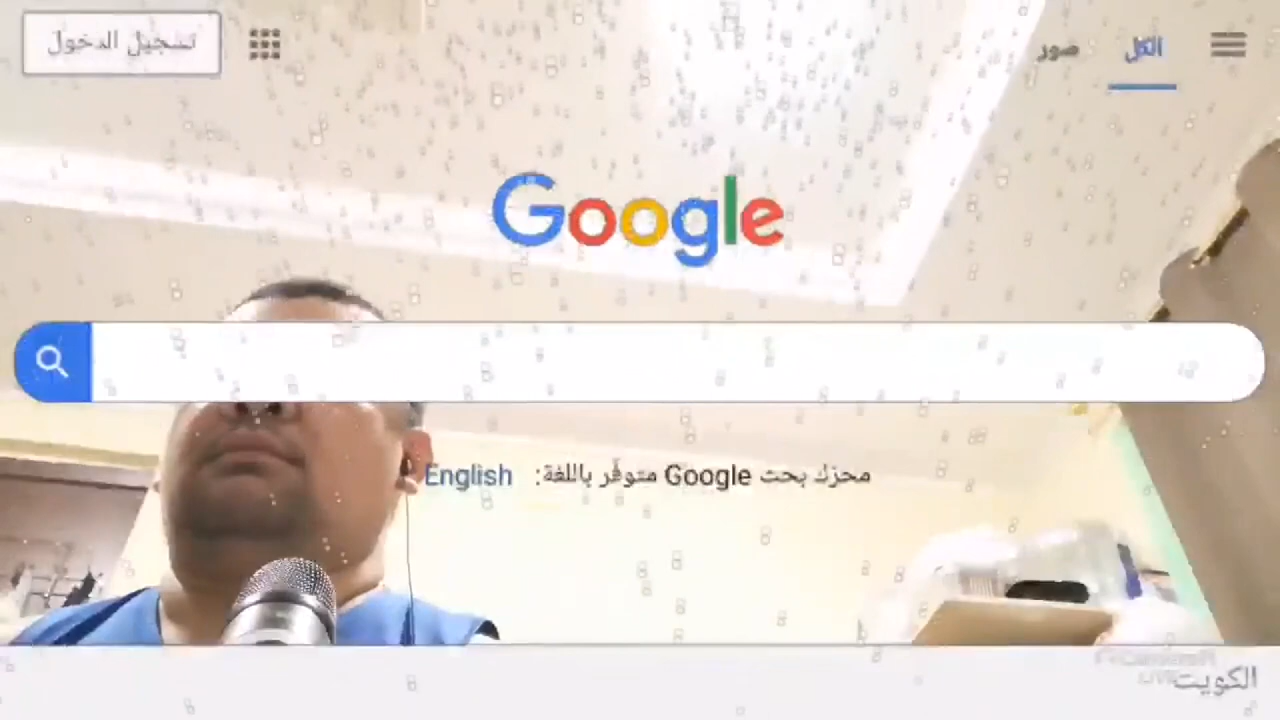 الكل صور تسجيل الدخول
Google
محرك بحث Google متوفّر باللغة: English
الكويت